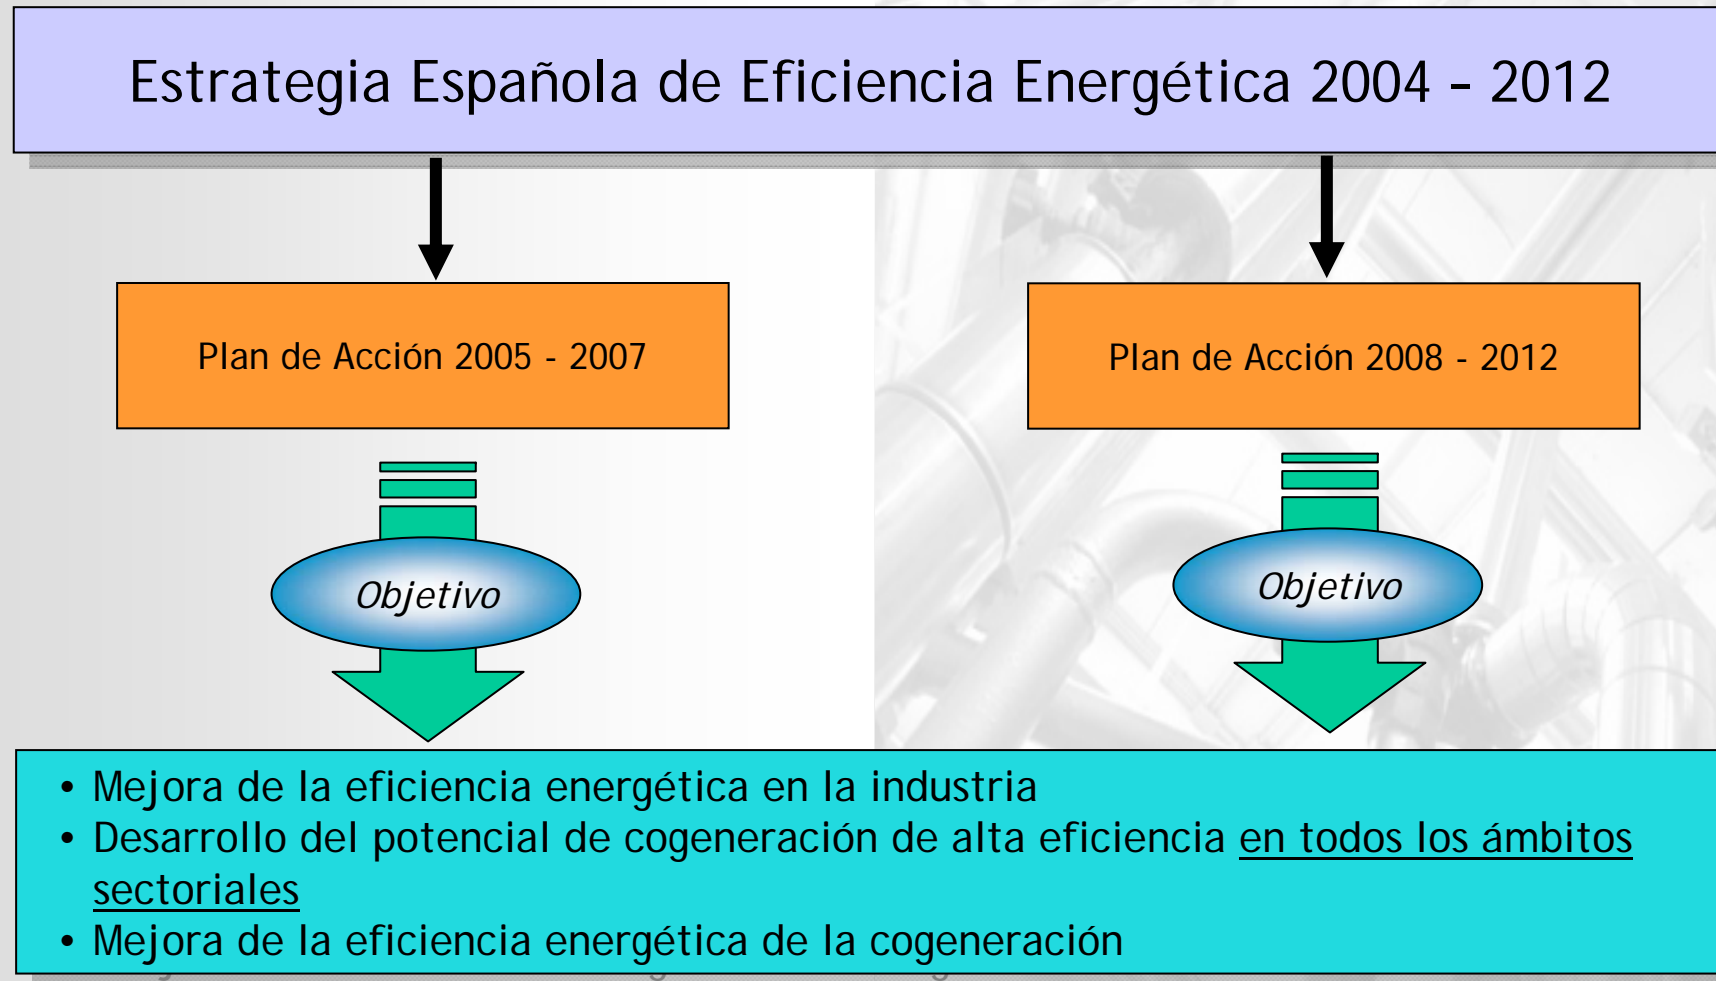 Estrategia Española de Eficiencia Energética 2004 - 2012
Plan de Acción 2005 - 2007
Plan de Acción 2008 - 2012
Objetivo
Objetivo
• Mejora de la eficiencia energética en la industria
• Desarrollo del potencial de cogeneración de alta eficiencia en todos los ámbitos
sectoriales
• Mejora de la eficiencia energética de la cogeneración